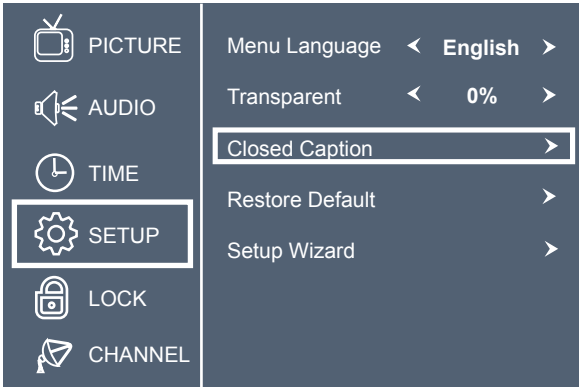 PICTURE
AUDIO
TIME
SETUP
LOCK
CHANNEL
Menu Language English
Transparent 0%
Closed Caption
Restore Default
Setup Wizard